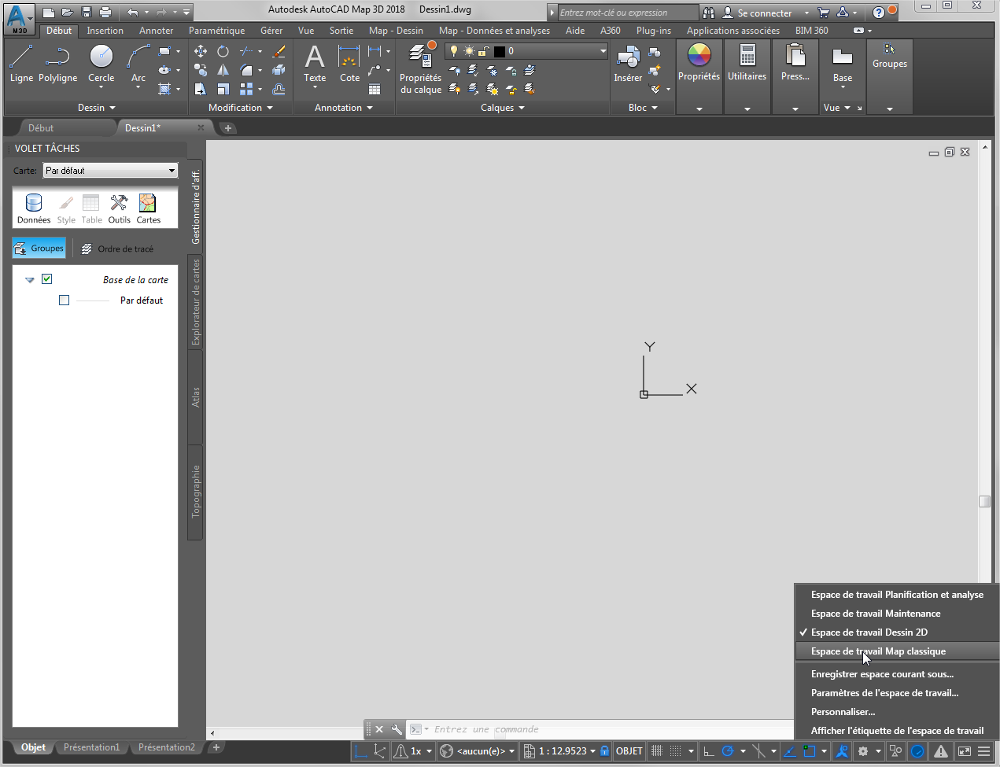 Autodesk AutoCAD Map 3D 2018 Dessin1.dwg
Entrez mot-clé ou expression
Se connecter
M3D
Début Insertion Annoter Paramétrique Gérer Vue Sortie Map - Dessin Map - Données et analyses Aide A360 Plug-ins Applications associées BIM 360
0
Ligne Polyligne Cercle Arc
Texte Cote
Propriétés
du calque
Insérer
Propriétés
Utilitaires
Press...
Base
Groupes
Dessin Modification Annotation Calques Bloc Vue
Début Dessin1*
VOLET TÂCHES
Carte: Par défaut
Données Style Table Outils Cartes
Groupes Ordre de tracé
Base de la carte
Par défaut
Gestionnaire d'aff.
Explorateur de cartes
Atlas
Topographie
Y
X
Espace de travail Planification et analyse
Espace de travail Maintenance
Espace de travail Dessin 2D
Espace de travail Map classique
Enregistrer espace courant sous...
Paramètres de l'espace de travail...
Personnaliser...
Afficher l'étiquette de l'espace de travail
Entrez une commande
Objet Présentation1 Présentation2
1x <aucun(e)> 1 : 12.9523 OBJET